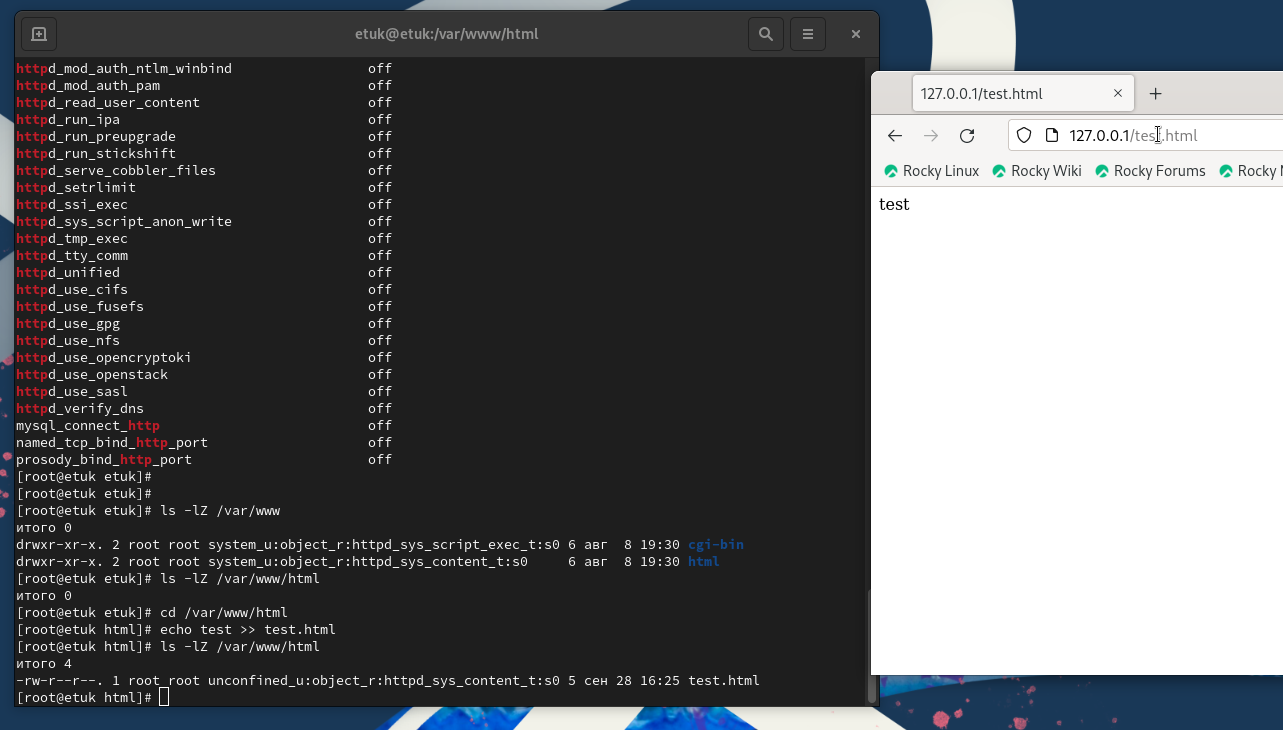 etuk@etuk:/var/www/html
httpd_mod_auth_ntlm_winbind off
httpd_mod_auth_pam off
httpd_read_user_content off
httpd_run_ipa off
httpd_run_preupgrade off
httpd_run_stickshift off
httpd_serve_cobbler_files off
httpd_setrlimit off
httpd_ssi_exec off
httpd_sys_script_anon_write off
httpd_tmp_exec off
httpd_tty_comm off
httpd_unified off
httpd_use_cifs off
httpd_use_fusefs off
httpd_use_gpg off
httpd_use_nfs off
httpd_use_opencryptoki off
httpd_use_openstack off
httpd_use_sasl off
httpd_verify_dns off
mysql_connect_http off
named_tcp_bind_http_port off
prosody_bind_http_port off
[root@etuk etuk]#
[root@etuk etuk]#
[root@etuk etuk]# ls -lZ /var/www
итого 0
drwxr-xr-x. 2 root root system_u:object_r:httpd_sys_script_exec_t:s0 6 авг  8 19:30 cgi-bin
drwxr-xr-x. 2 root root system_u:object_r:httpd_sys_content_t:s0     6 авг  8 19:30 html
[root@etuk etuk]# ls -lZ /var/www/html
итого 0
[root@etuk etuk]# cd /var/www/html
[root@etuk html]# echo test >> test.html
[root@etuk html]# ls -lZ /var/www/html
итого 4
-rw-r--r--. 1 root root unconfined_u:object_r:httpd_sys_content_t:s0 5 сен 28 16:25 test.html
[root@etuk html]#
127.0.0.1/test.html
127.0.0.1/test.html
Rocky Linux Rocky Wiki Rocky Forums Rocky
test